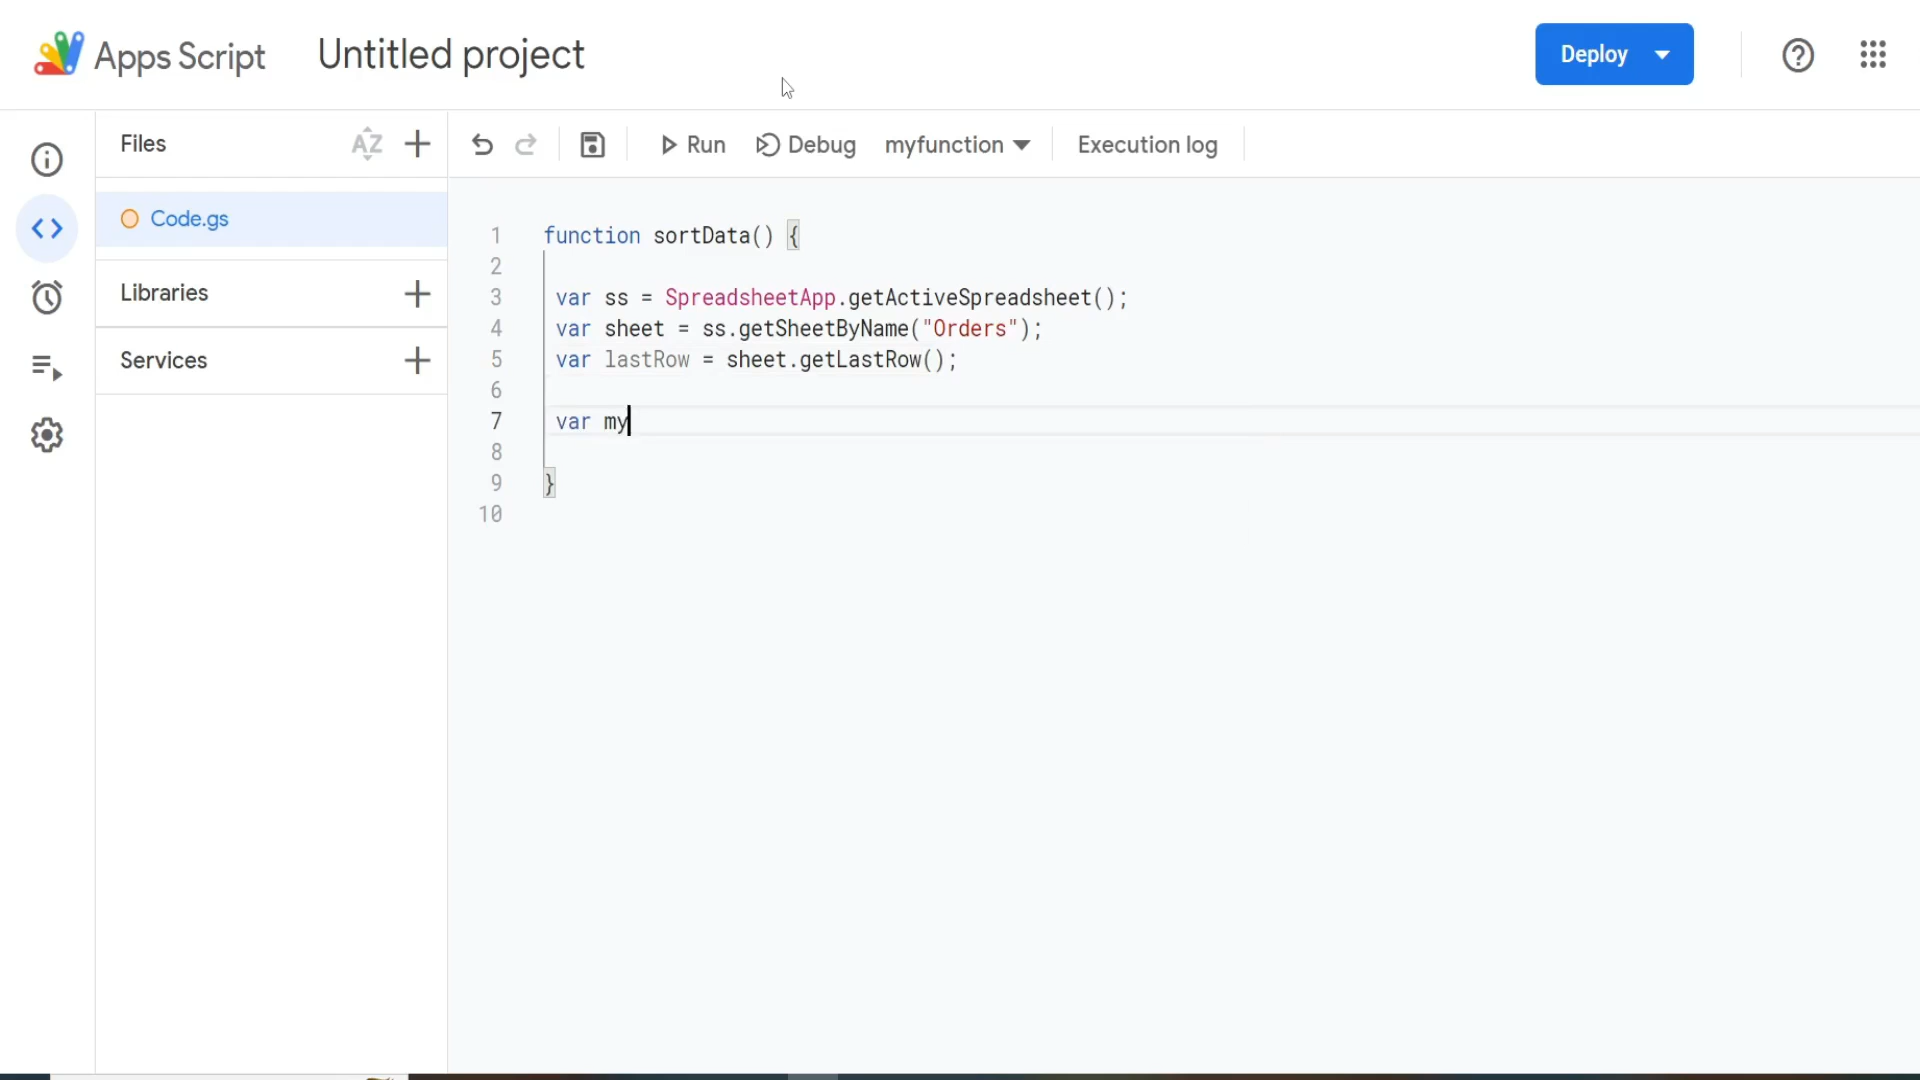 Apps Script Untitled project Deploy
Files AZ Run Debug myfunction Execution log
Code.gs
Libraries
Services
1 function sortData() {
2
3 var ss = SpreadsheetApp.getActiveSpreadsheet();
4 var sheet = ss.getSheetByName("Orders");
5 var lastRow = sheet.getLastRow();
6
7 var my
8
9 }
10